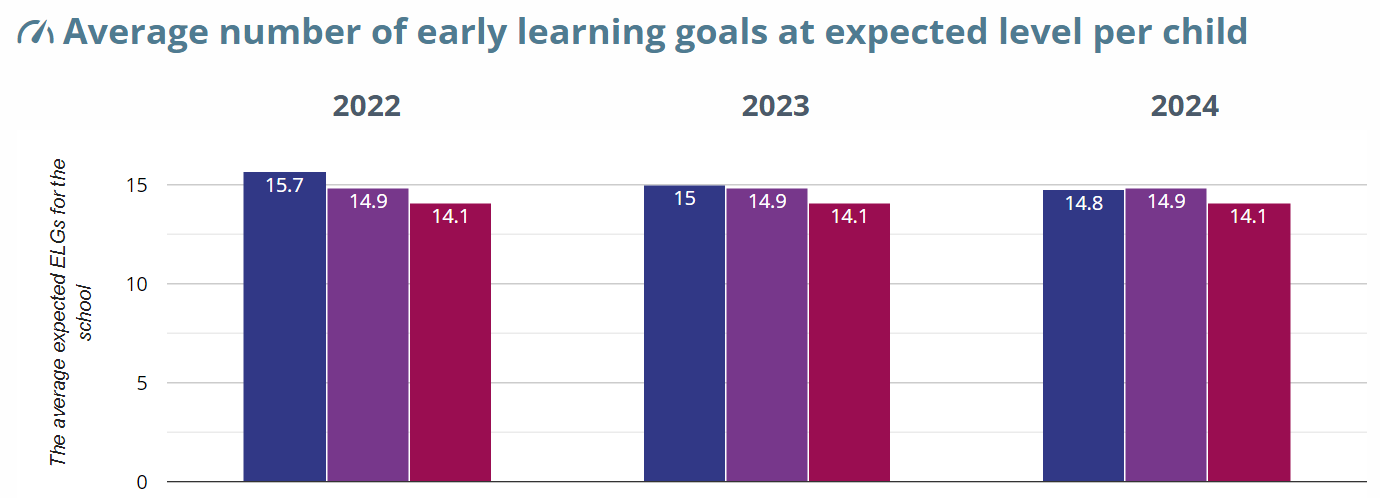 Average number of early learning goals at expected level per child
2022 2023 2024
The average expected ELGs for the
school
15
10
5
0
15.7 14.9 14.1
15 14.9 14.1
14.8 14.9 14.1